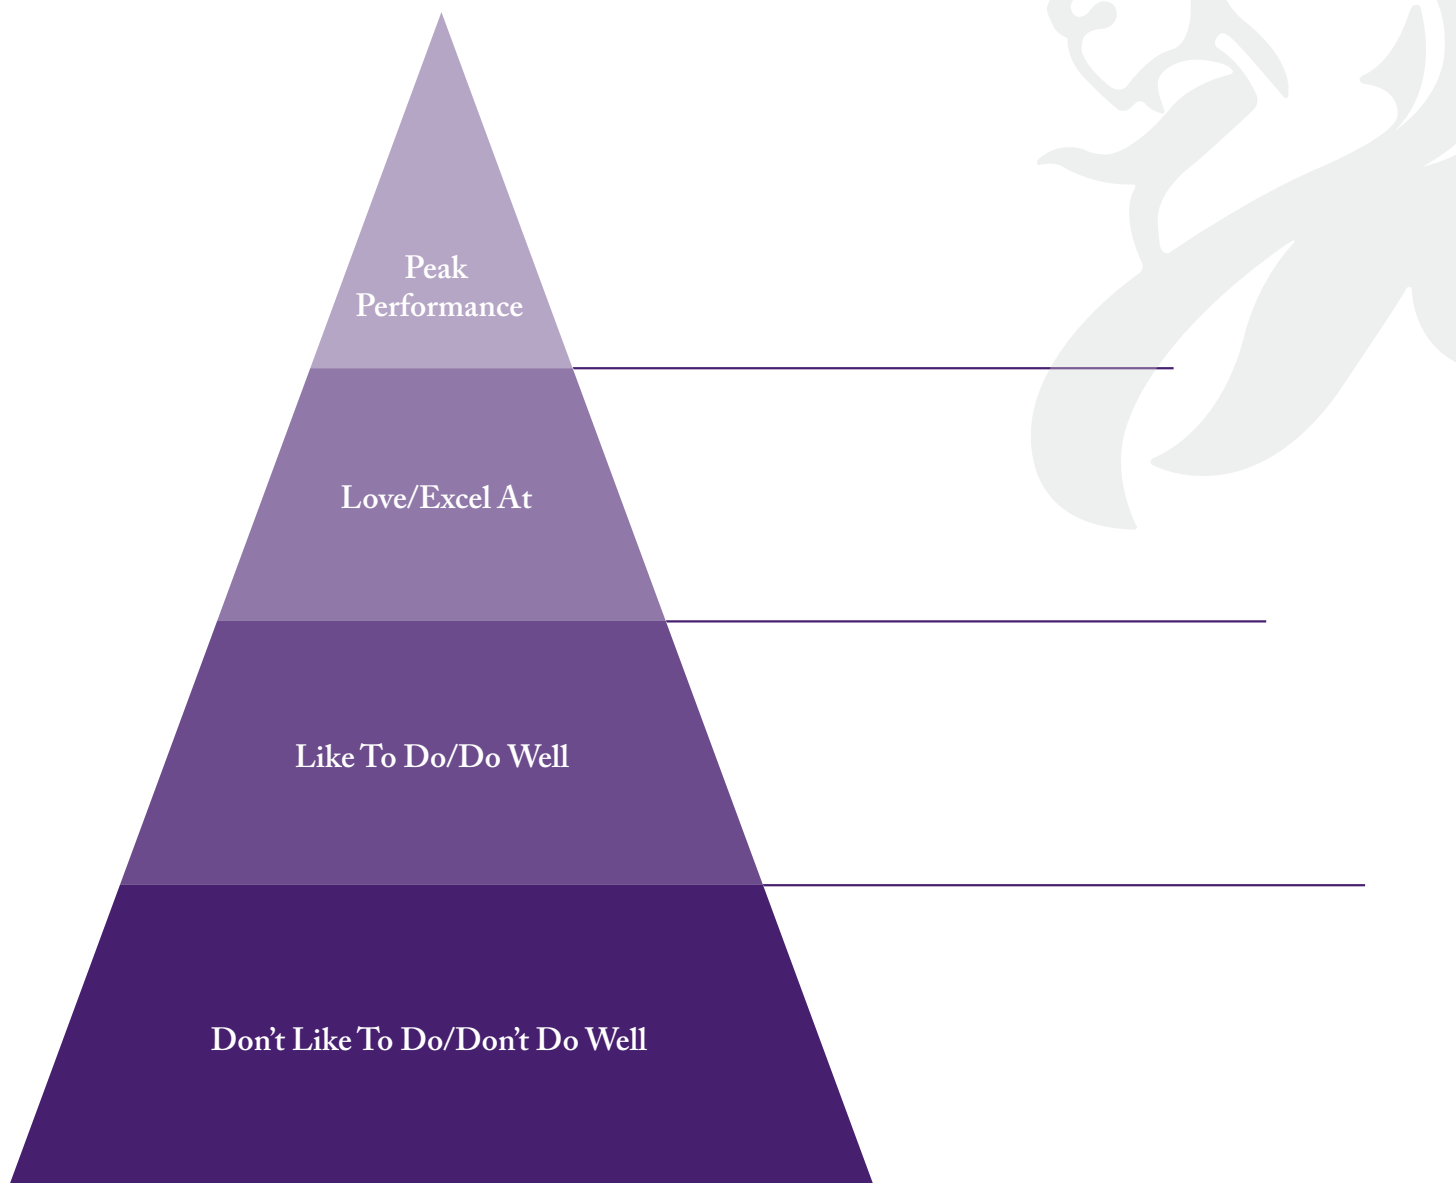 Peak
Performance
Love/Excel At
Like To Do/Do Well
Don’t Like To Do/Don’t Do Well